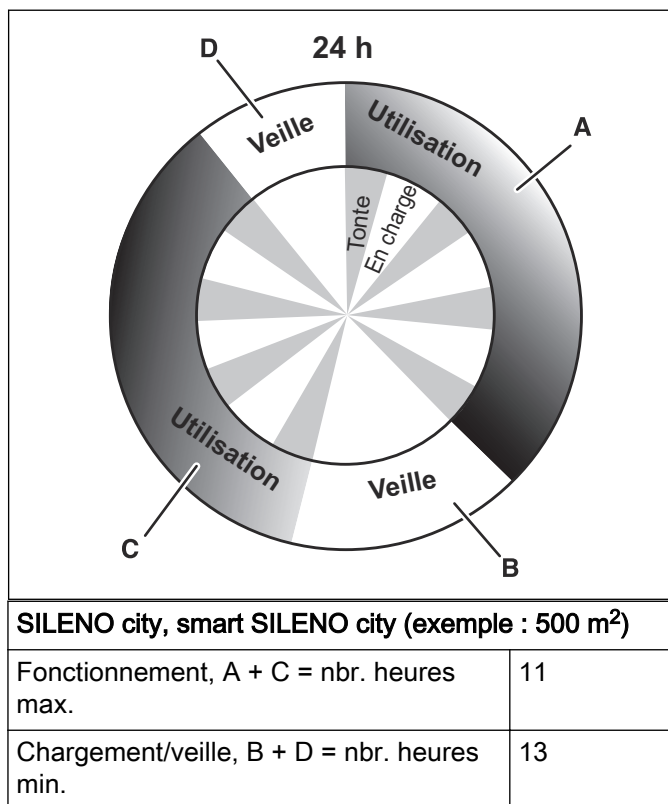 D
24 h
Veille
Utilisation
A
Tonte
En charge
Utilisation
Veille
C
B
SILENO city, smart SILENO city (exemple : 500 m²)
Fonctionnement, A + C = nbr. heures
max.
11
Chargement/veille, B + D = nbr. heures
min.
13